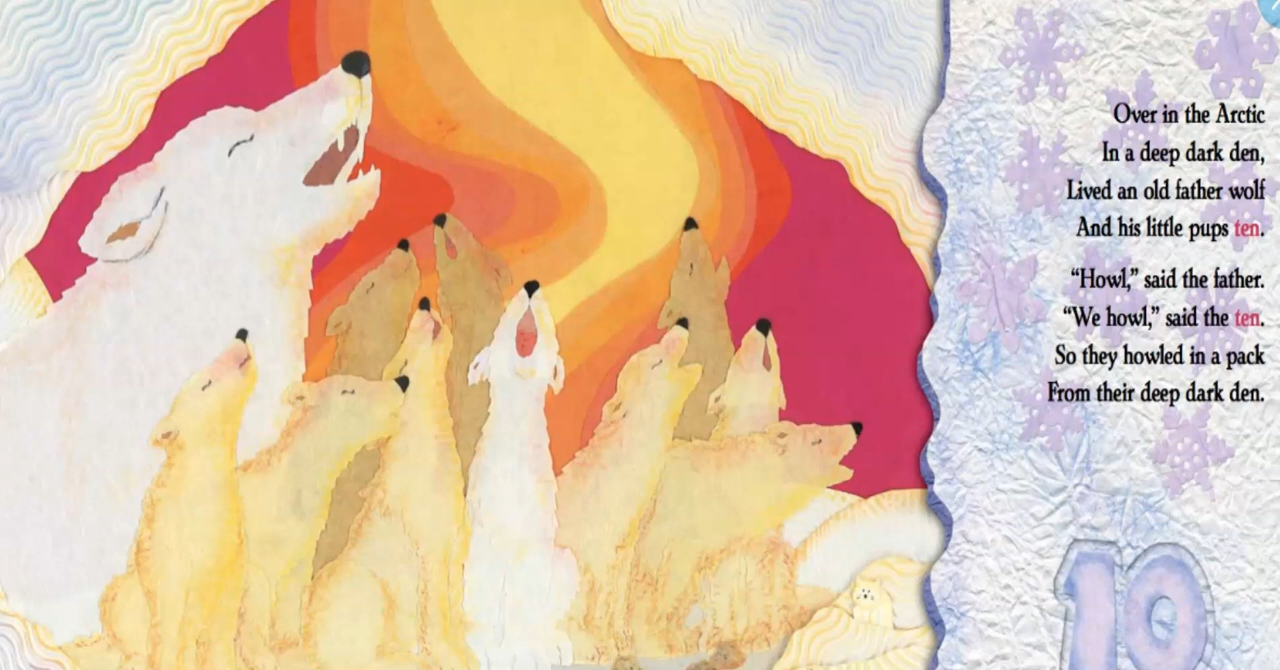 Over in the Arctic
In a deep dark den,
Lived an old father wolf
And his little pups ten.
“Howl,” said the father.
“We howl,” said the ten.
So they howled in a pack
From their deep dark den.
10